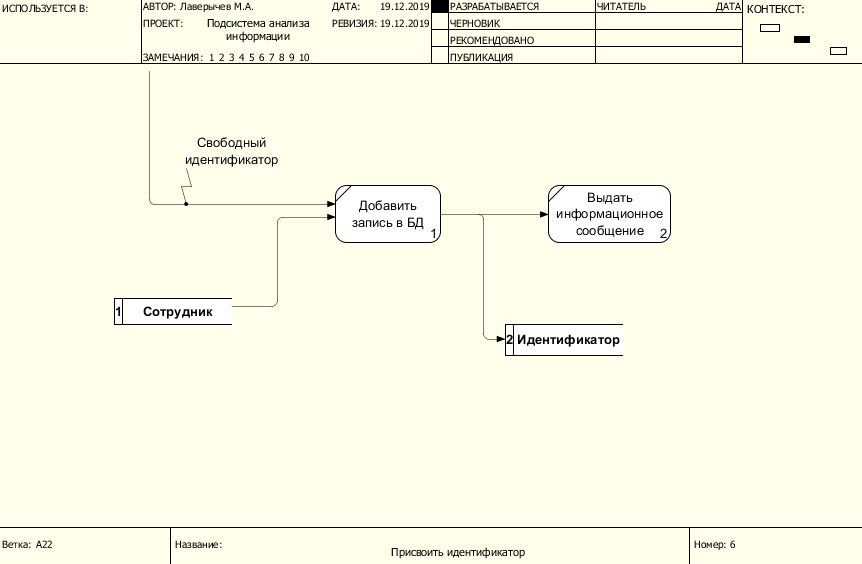 ИСПОЛЬЗУЕТСЯ В:
АВТОР: Лаверычев М.А.
ДАТА: 19.12.2019
ПРОЕКТ: Подсистема анализа
информации
РЕВИЗИЯ: 19.12.2019
ЗАМЕЧАНИЯ: 1 2 3 4 5 6 7 8 9 10
РАЗРАБАТЫВАЕТСЯ
ЧЕРНОВИК
РЕКОМЕНДОВАНО
ПУБЛИКАЦИЯ
ЧИТАТЕЛЬ
ДАТА
КОНТЕКСТ:
Свободный
идентификатор
Добавить
запись в БД
1
Выдать
информационное
сообщение
2
1 Сотрудник
2 Идентификатор
Ветка: A22
Название:
Присвоить идентификатор
Номер: 6